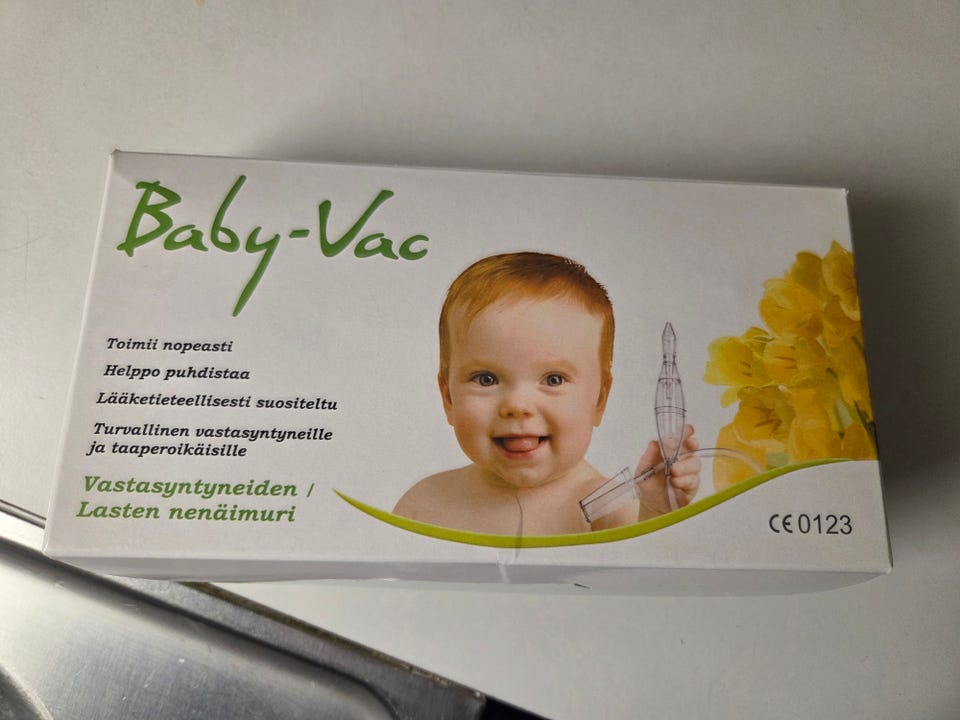 Baby-Vac
Toimii nopeasti
Helppo puhdistaa
Lääketieteellisesti suositeltu
Turvallinen vastasyntyneille
ja taaperoikäisille
Vastasyntyneiden /
Lasten nenäimuri
CE 0123